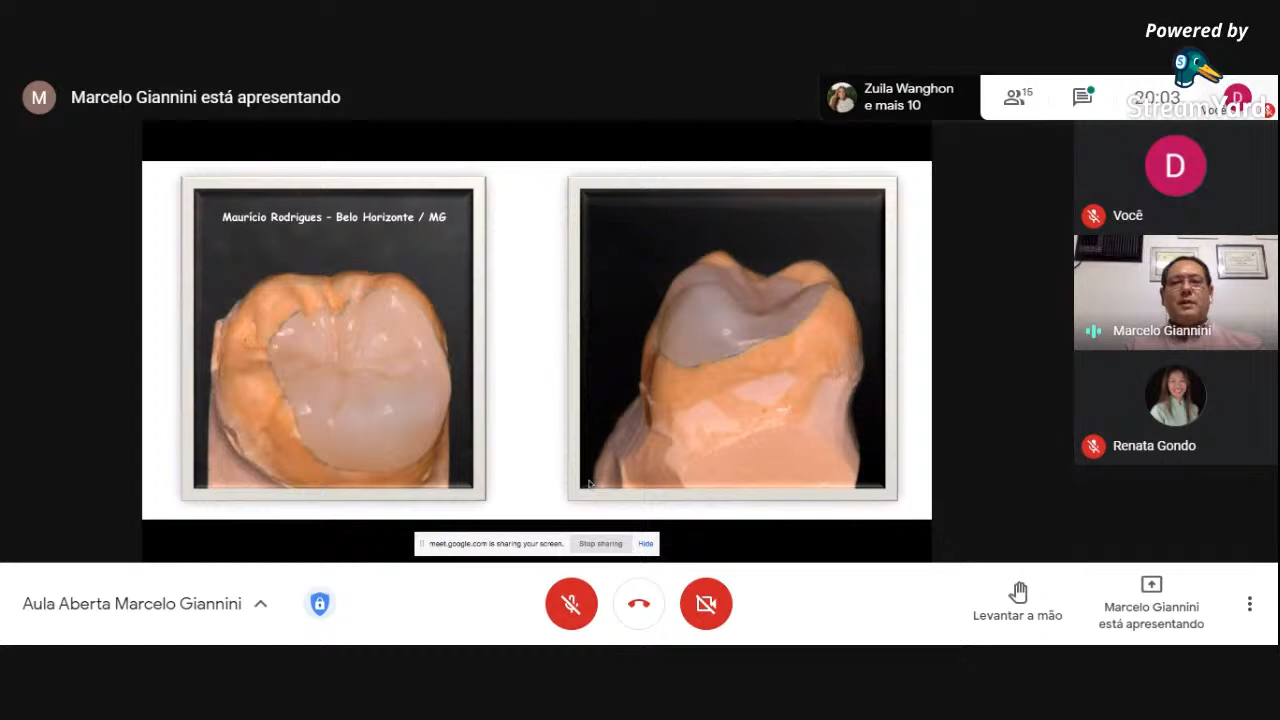 Powered by
StreamYard
M
Marcelo Giannini está apresentando
Zuila Wanghon
e mais 10
15
20:03
D
Você
D
Você
Marcelo Giannini
Renata Gondo
Maurício Rodrigues - Belo Horizonte / MG
meet.google.com is sharing your screen.
Stop sharing
Hide
Aula Aberta Marcelo Giannini
Levantar a mão
Marcelo Giannini
está apresentando